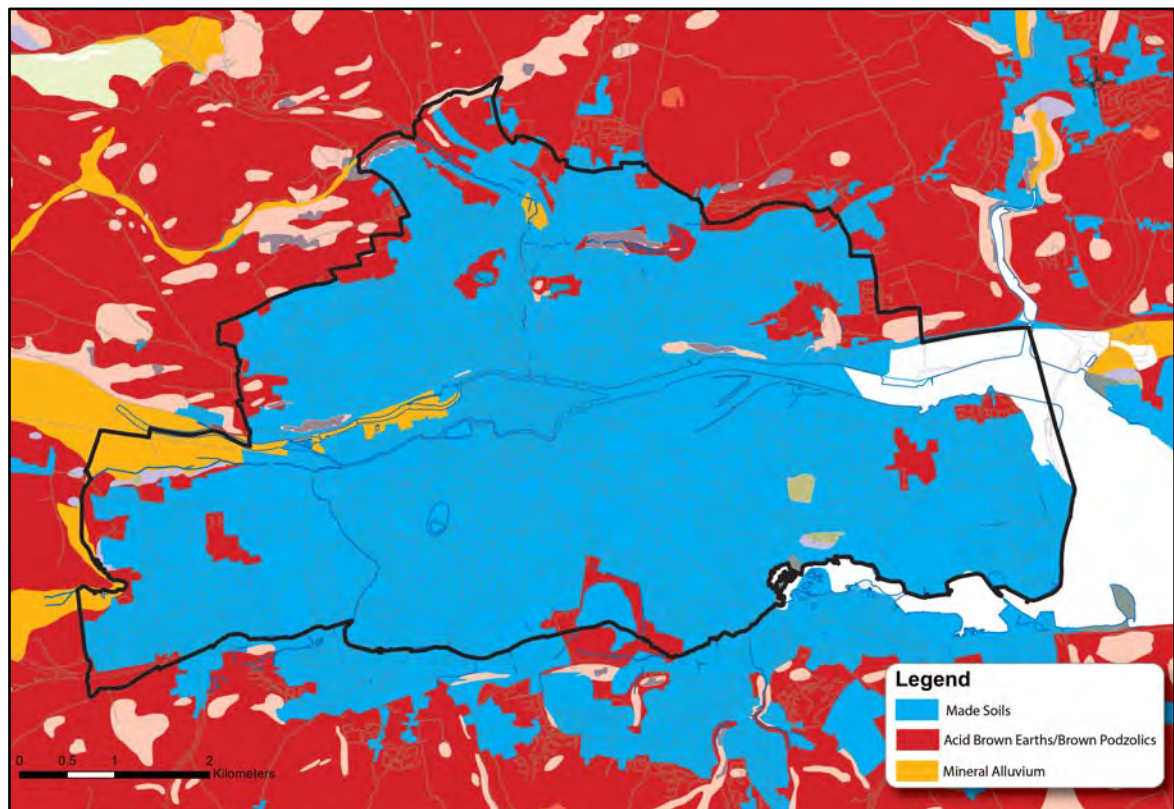 Legend
Made Soils
Acid Brown Earths/Brown Podzolics
Mineral Alluvium
0 0.5 1 2
Kilometers